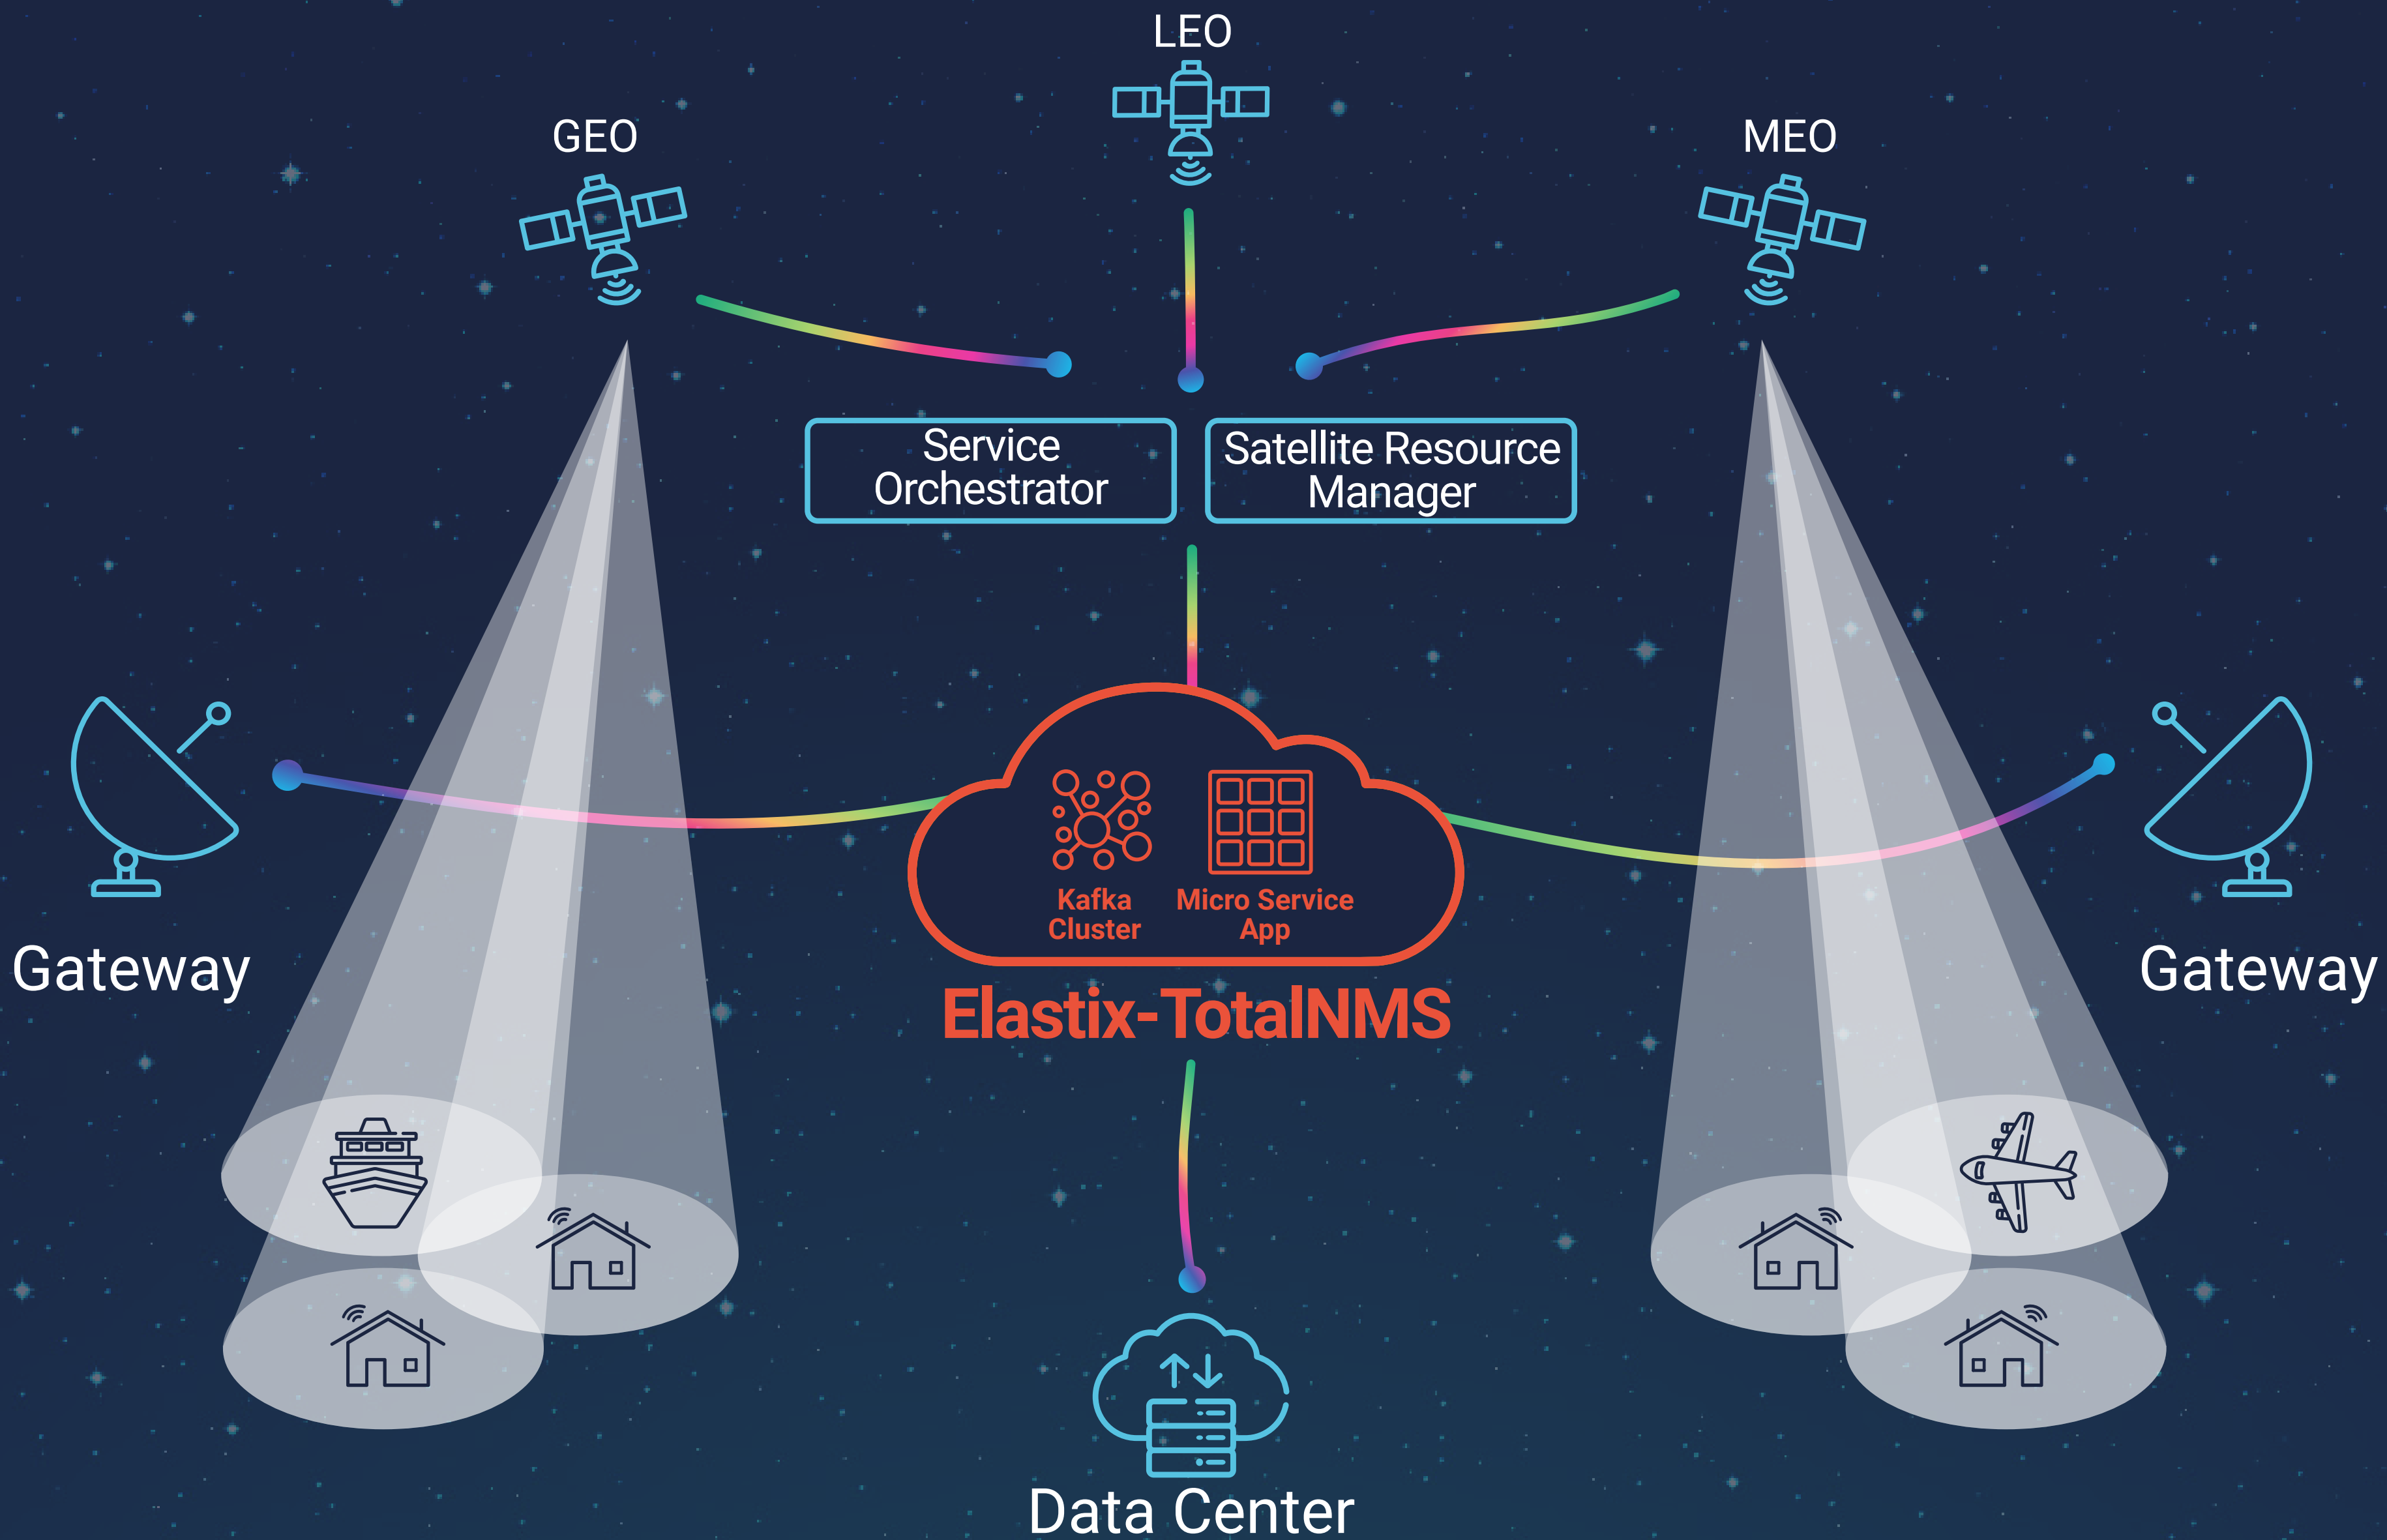 LEO
GEO
MEO
Service
Orchestrator
Satellite Resource
Manager
Kafka
Cluster
Micro Service
App
Gateway
Gateway
Elastix-TotalNMS
Data Center